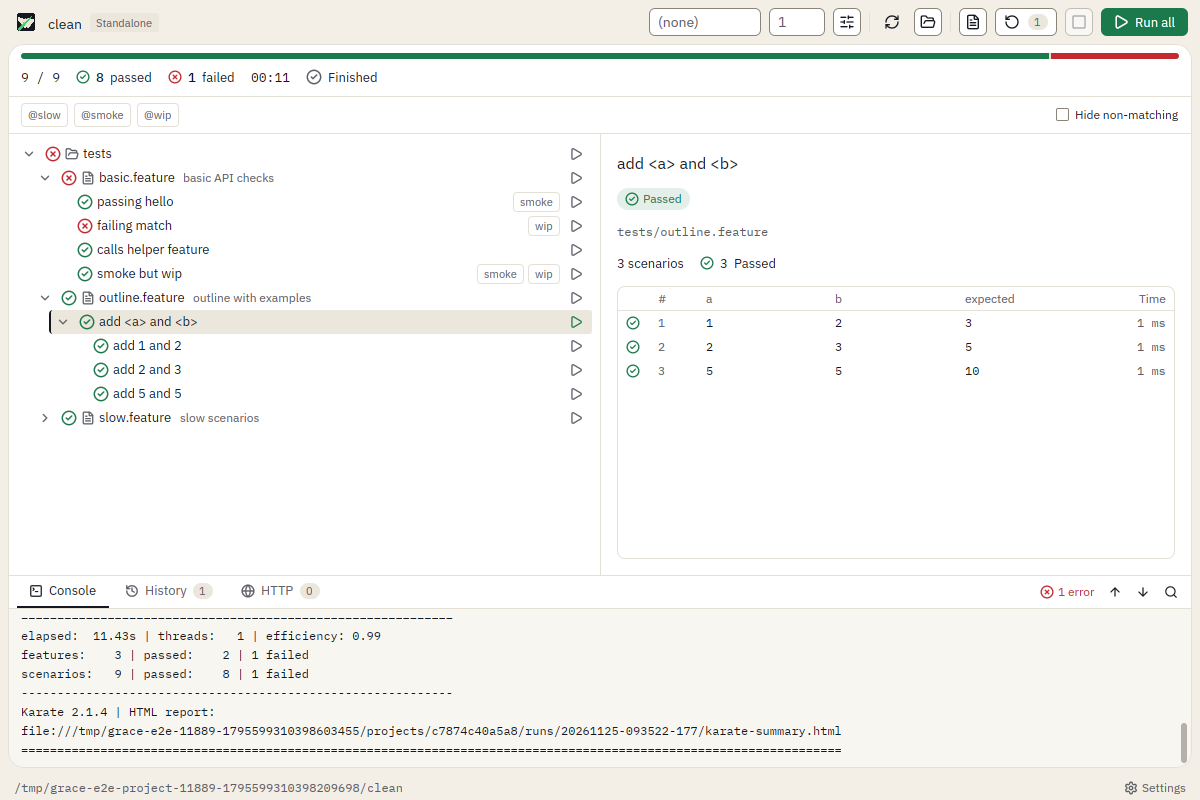 clean Standalone (none) 1 1 Run all
9 / 9 8 passed 1 failed 00:11 Finished
@slow @smoke @wip Hide non-matching
tests
basic.feature basic API checks
passing hello smoke
failing match wip
calls helper feature
smoke but wip smoke wip
outline.feature outline with examples
add <a> and <b>
add 1 and 2
add 2 and 3
add 5 and 5
slow.feature slow scenarios
add <a> and <b>
Passed
tests/outline.feature
3 scenarios 3 Passed
# a b expected Time
1 1 2 3 1 ms
2 2 3 5 1 ms
3 5 5 10 1 ms
Console History 1 HTTP 0 1 error
------------------------------------------------------------
elapsed: 11.43s | threads: 1 | efficiency: 0.99
features: 3 | passed: 2 | 1 failed
scenarios: 9 | passed: 8 | 1 failed
------------------------------------------------------------
Karate 2.1.4 | HTML report:
file:///tmp/grace-e2e-11889-1795599310398603455/projects/c7874c40a5a8/runs/20261125-093522-177/karate-summary.html
==================================================================================================================
/tmp/grace-e2e-project-11889-1795599310398209698/clean Settings